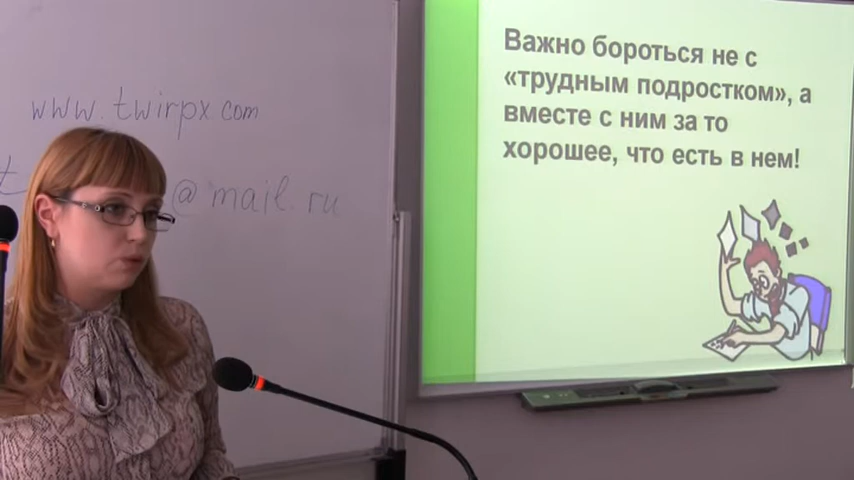 www.twirpx.com
@mail.ru
Важно бороться не с
«трудным подростком», а
вместе с ним за то
хорошее, что есть в нем!